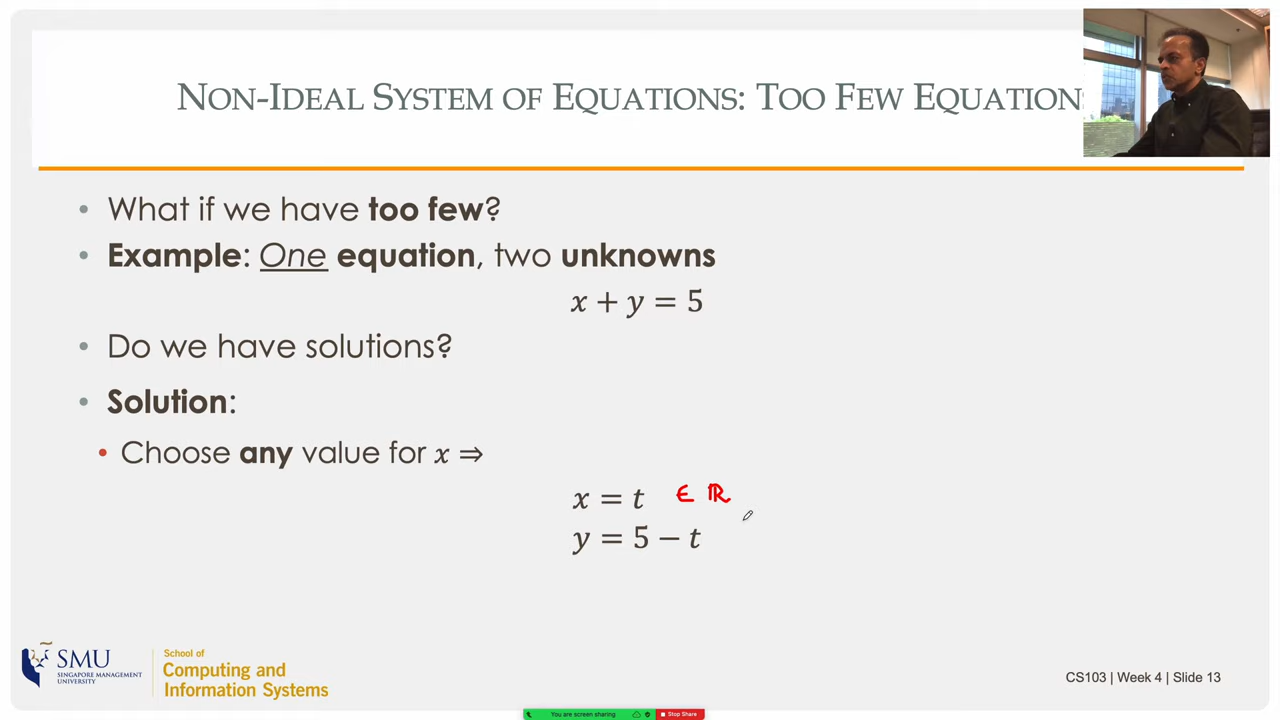 NON-IDEAL SYSTEM OF EQUATIONS: TOO FEW EQUATION
• What if we have too few?
• Example: One equation, two unknowns
x + y = 5
• Do we have solutions?
• Solution:
• Choose any value for x ⇒
x = t ∈ ℝ
y = 5 − t
SMU
SINGAPORE MANAGEMENT
UNIVERSITY
School of
Computing and
Information Systems
CS103 | Week 4 | Slide 13
You are screen sharing
Stop Share